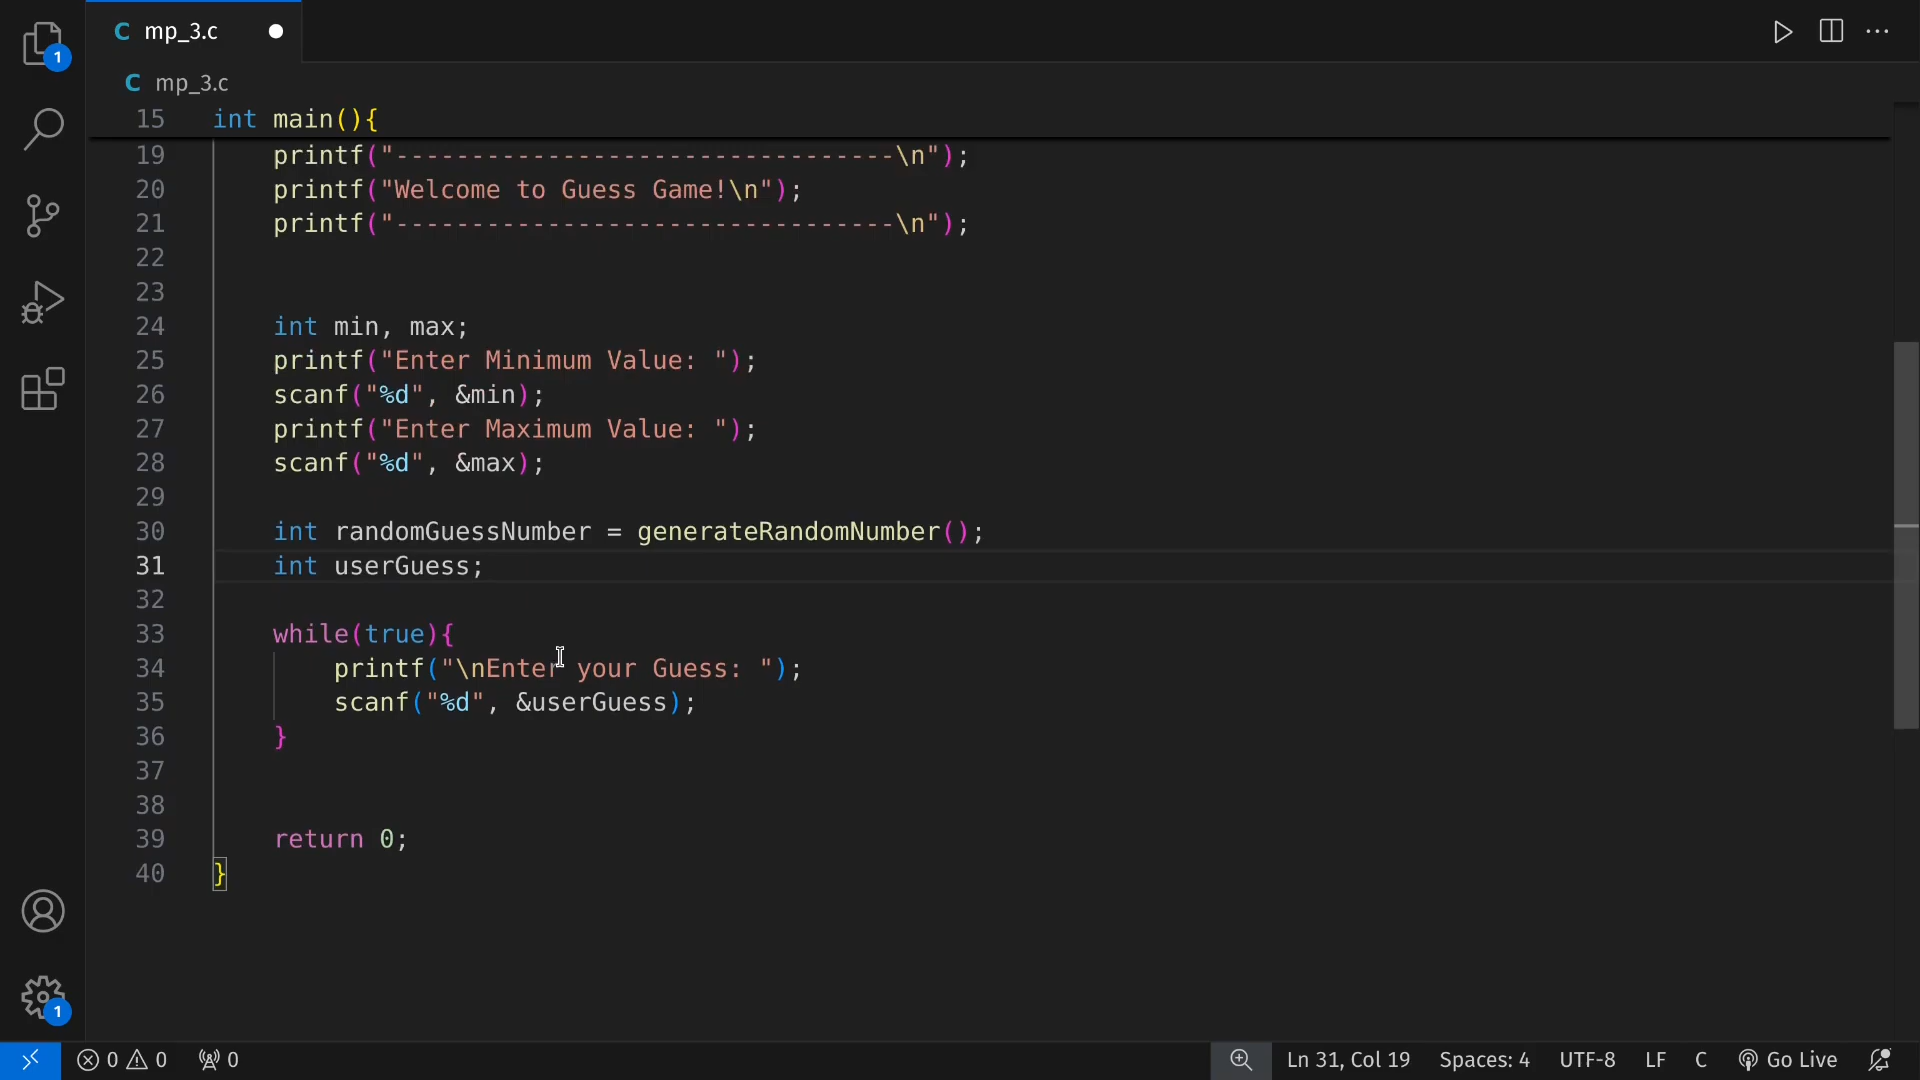 1
C mp_3.c
C mp_3.c
15 int main(){
19 printf("---------------------------------\n");
20 printf("Welcome to Guess Game!\n");
21 printf("---------------------------------\n");
22
23
24 int min, max;
25 printf("Enter Minimum Value: ");
26 scanf("%d", &min);
27 printf("Enter Maximum Value: ");
28 scanf("%d", &max);
29
30 int randomGuessNumber = generateRandomNumber();
31 int userGuess;
32
33 while(true){
34 printf("\nEnter your Guess: ");
35 scanf("%d", &userGuess);
36 }
37
38
39 return 0;
40 }
1
0 0 0 Ln 31, Col 19 Spaces: 4 UTF-8 LF C Go Live